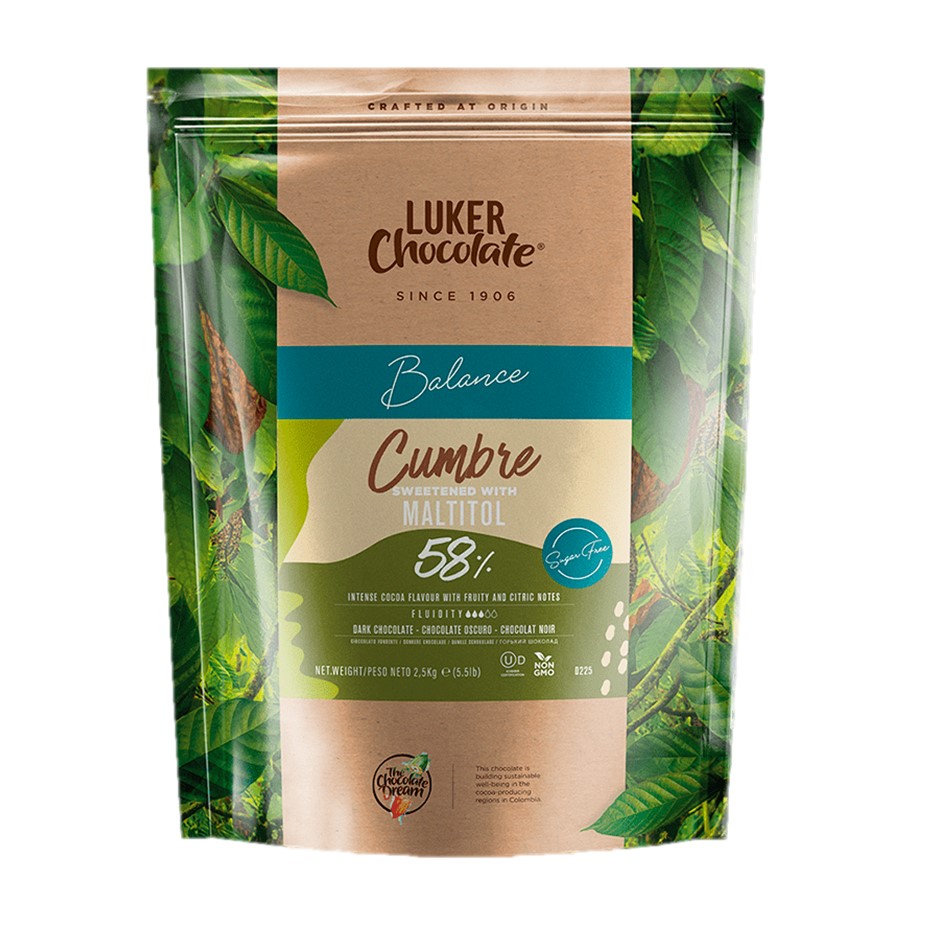 CRAFTED AT ORIGIN
LUKER
Chocolate®
SINCE 1906
Balance
Cumbre
SWEETENED WITH
MALTITOL
58%
Sugar Free
INTENSE COCOA FLAVOUR WITH FRUITY AND CITRIC NOTES
FLUIDITY
DARK CHOCOLATE - CHOCOLATE OSCURO - CHOCOLAT NOIR
NET.WEIGHT/PESO NETO 2,5Kg ℮ (5.5lb)
U D
NON
GMO
0225
The
Chocolate
Dream
This chocolate is
building sustainable
well-being in the
cocoa-producing
regions in Colombia.